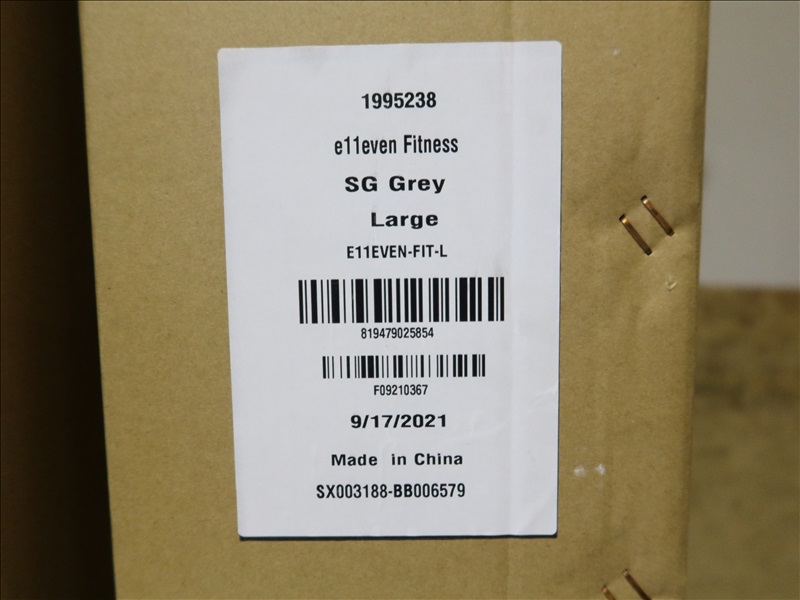 1995238
e11even Fitness
SG Grey
Large
E11EVEN-FIT-L
819479025854
F09210367
9/17/2021
Made in China
SX003188-BB006579